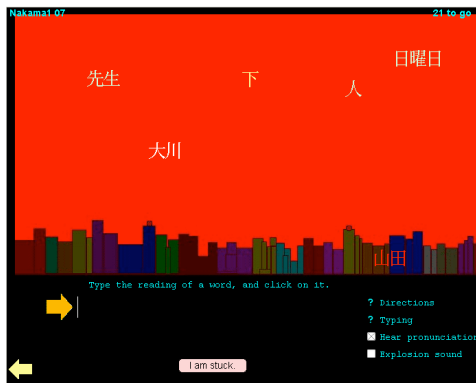 Nakama1 07
21 to go
日曜日
先生
下
人
大川
山田
Type the reading of a word, and click on it.
? Directions
? Typing
Hear pronunciation
Explosion sound
I am stuck.